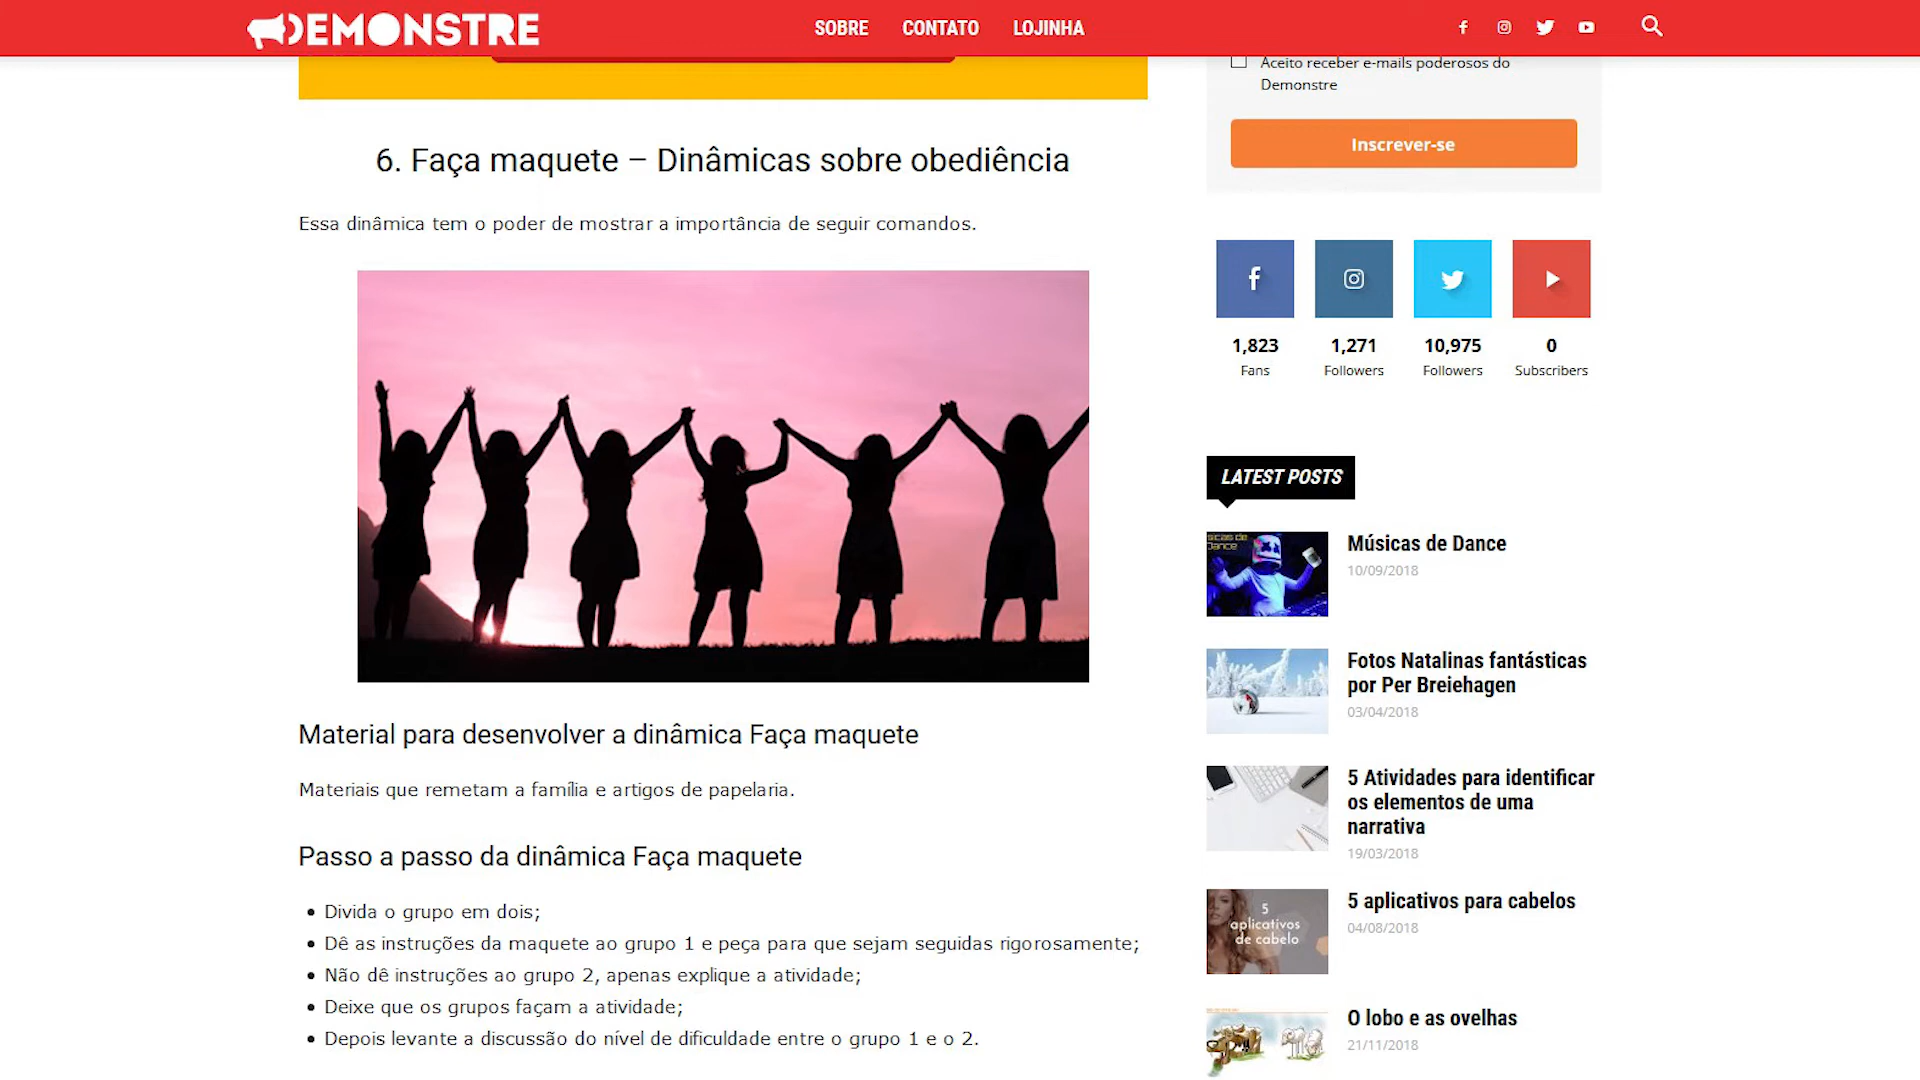 DEMONSTRE
SOBRE CONTATO LOJINHA
Aceito receber e-mails poderosos do
Demonstre
Inscrever-se
6. Faça maquete – Dinâmicas sobre obediência
Essa dinâmica tem o poder de mostrar a importância de seguir comandos.
1,823 1,271 10,975 0
Fans Followers Followers Subscribers
Material para desenvolver a dinâmica Faça maquete
Materiais que remetam a família e artigos de papelaria.
Passo a passo da dinâmica Faça maquete
Divida o grupo em dois;
Dê as instruções da maquete ao grupo 1 e peça para que sejam seguidas rigorosamente;
Não dê instruções ao grupo 2, apenas explique a atividade;
Deixe que os grupos façam a atividade;
Depois levante a discussão do nível de dificuldade entre o grupo 1 e o 2.
LATEST POSTS
Dance
Músicas de Dance
10/09/2018
Fotos Natalinas fantásticas
por Per Breiehagen
03/04/2018
5 Atividades para identificar
os elementos de uma
narrativa
19/03/2018
5
aplicativos
de cabelo
5 aplicativos para cabelos
04/08/2018
O lobo e as ovelhas
21/11/2018